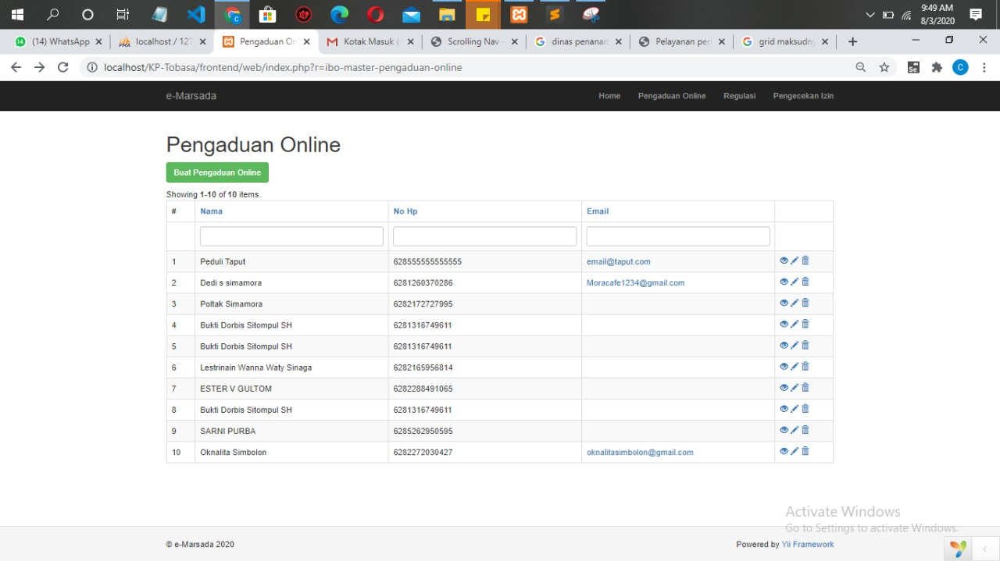 9:49 AM
8/3/2020
(14) WhatsApp
localhost / 127
Pengaduan On
Kotak Masuk (
Scrolling Nav -
dinas penanam
Pelayanan peri
grid maksudny
localhost/KP-Tobasa/frontend/web/index.php?r=ibo-master-pengaduan-online
e-Marsada Home Pengaduan Online Regulasi Pengecekan Izin
Pengaduan Online
Buat Pengaduan Online
Showing 1-10 of 10 items.
# Nama No Hp Email
1 Peduli Taput 628555555555555 email@taput.com
2 Dedi s simamora 6281260370286 Moracafe1234@gmail.com
3 Poltak Simamora 6282172727995
4 Bukti Dorbis Sitompul SH 6281316749611
5 Bukti Dorbis Sitompul SH 6281316749611
6 Lestrinain Wanna Waty Sinaga 6282165956814
7 ESTER V GULTOM 6282288491065
8 Bukti Dorbis Sitompul SH 6281316749611
9 SARNI PURBA 6285262950595
10 Oknalita Simbolon 6282272030427 oknalitasimbolon@gmail.com
Activate Windows
Go to Settings to activate Windows.
© e-Marsada 2020 Powered by Yii Framework